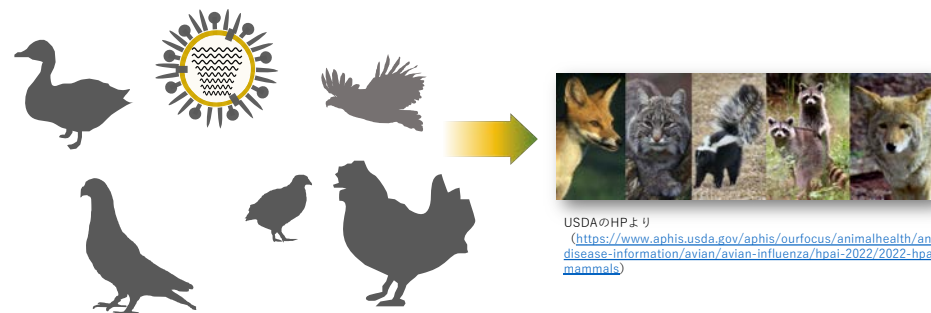 USDAのHPより
（https://www.aphis.usda.gov/aphis/ourfocus/animalhealth/an
disease-information/avian/avian-influenza/hpai-2022/2022-hpa
mammals）